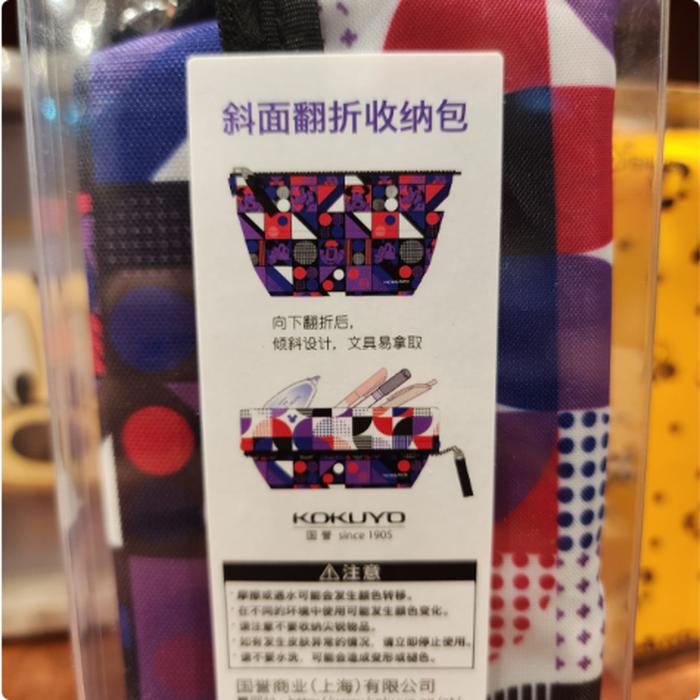 斜面翻折收纳包
向下翻折后,
倾斜设计, 文具易拿取
KOKUYO
国誉 since 1905
⚠注意
·摩擦或遇水可能会发生颜色转移。
·在不同的环境中使用可能发生颜色变化。
·请注意不要收纳尖锐物品。
·如有发生皮肤异常的情况, 请立即停止使用。
·请不要水洗, 可能会造成变形或褪色。
国誉商业(上海)有限公司